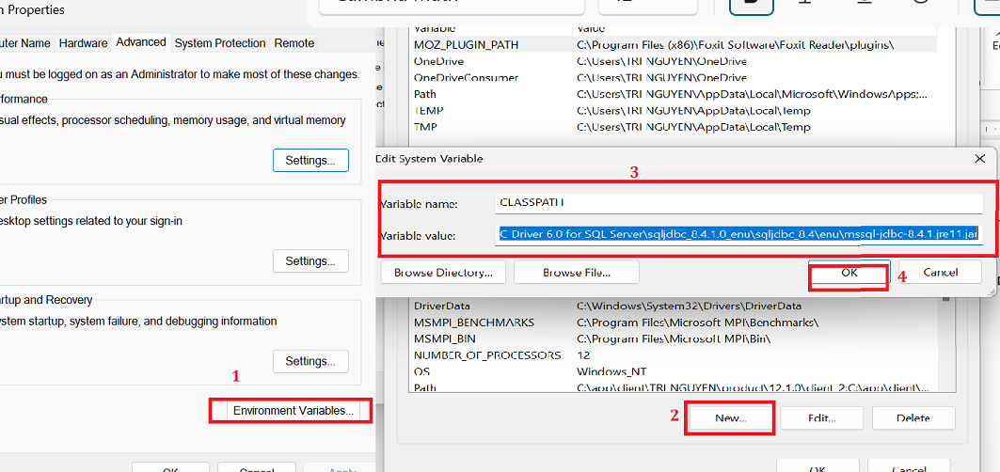 n Properties
uter Name Hardware Advanced System Protection Remote
u must be logged on as an Administrator to make most of these changes.
rformance
sual effects, processor scheduling, memory usage, and virtual memory
Settings...
er Profiles
esktop settings related to your sign-in
Settings...
artup and Recovery
ystem startup, system failure, and debugging information
Settings...
1
Environment Variables...
OK Cancel Apply
Variable Value
MOZ_PLUGIN_PATH C:\Program Files (x86)\Foxit Software\Foxit Reader\plugins\
OneDrive C:\Users\TRI NGUYEN\OneDrive
OneDriveConsumer C:\Users\TRI NGUYEN\OneDrive
Path C:\Users\TRI NGUYEN\AppData\Local\Microsoft\WindowsApps;...
TEMP C:\Users\TRI NGUYEN\AppData\Local\Temp
TMP C:\Users\TRI NGUYEN\AppData\Local\Temp
Edit System Variable
3
Variable name: CLASSPATH
Variable value: C Driver 6.0 for SQL Server\sqljdbc_8.4.1.0_enu\sqljdbc_8.4\enu\mssql-jdbc-8.4.1.jre11.jar
Browse Directory... Browse File... OK 4 Cancel
DriverData C:\Windows\System32\Drivers\DriverData
MSMPI_BENCHMARKS C:\Program Files\Microsoft MPI\Benchmarks\
MSMPI_BIN C:\Program Files\Microsoft MPI\Bin\
NUMBER_OF_PROCESSORS 12
OS Windows_NT
Path C:\app\client\TRI NGUYEN\product\12.1.0\client_2;C:\app\client\...
2 New... Edit... Delete
OK Cancel